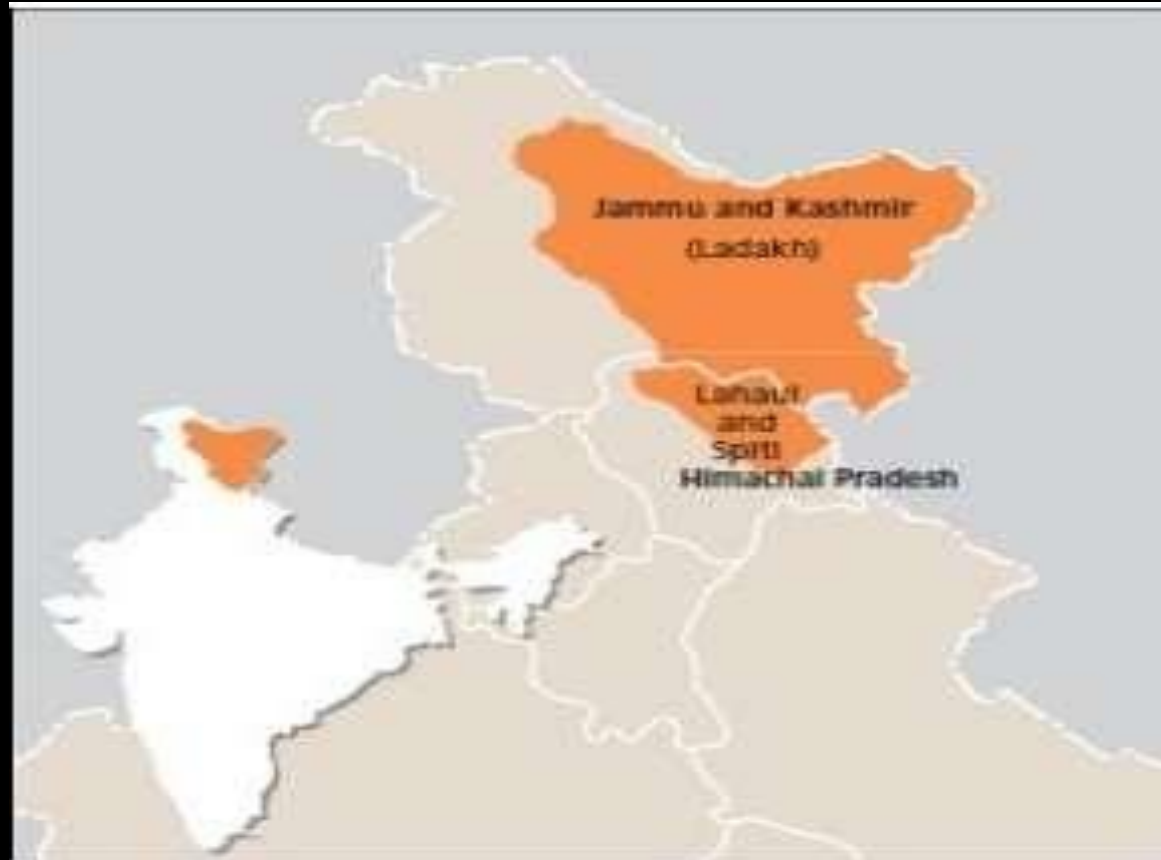 Jammu and Kashmir
(Ladakh)
Lahaul
and
Spiti
Himachal Pradesh